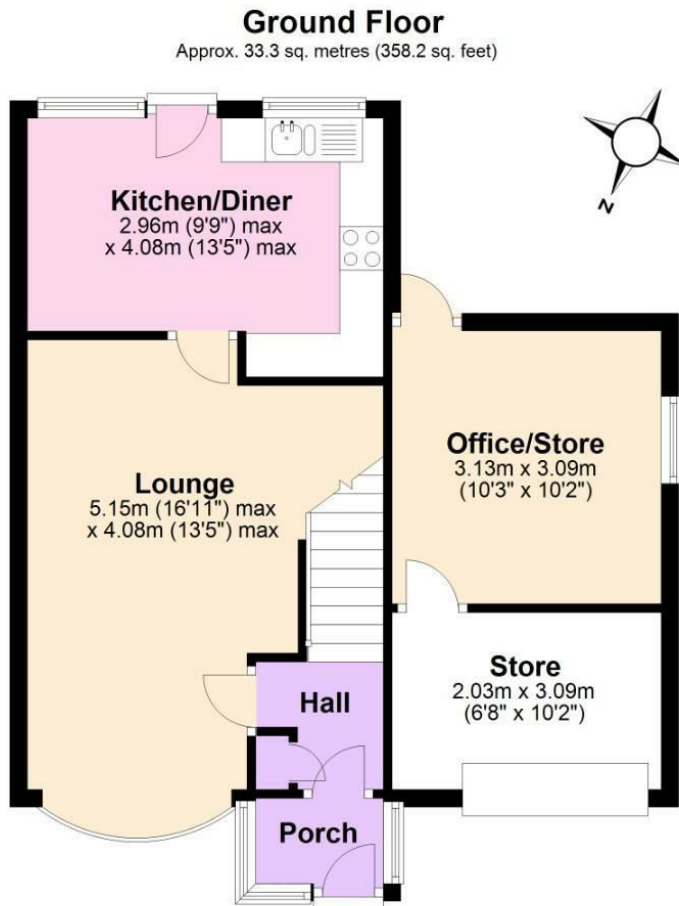 Ground Floor
Approx. 33.3 sq. metres (358.2 sq. feet)
N
Kitchen/Diner
2.96m (9'9") max
x 4.08m (13'5") max
Lounge
5.15m (16'11") max
x 4.08m (13'5") max
Office/Store
3.13m x 3.09m
(10'3" x 10'2")
Store
2.03m x 3.09m
(6'8" x 10'2")
Hall
Porch